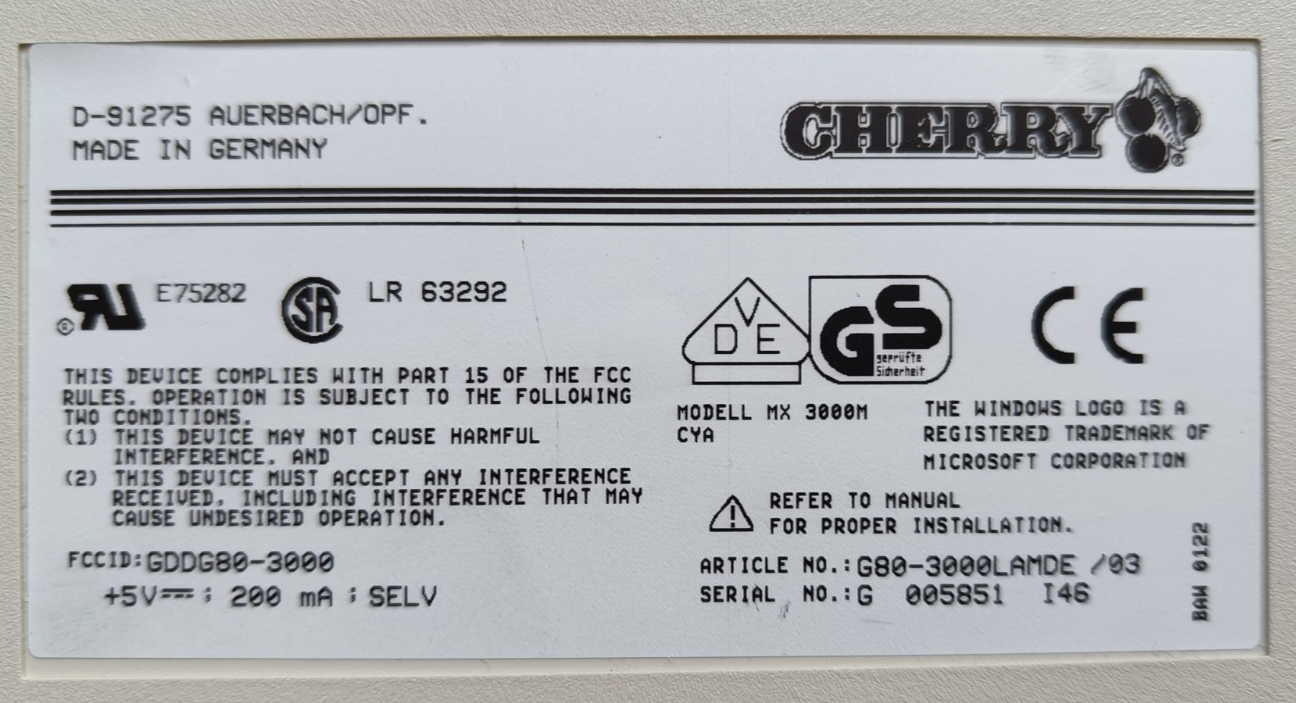 D-91275 AUERBACH/OPF.
MADE IN GERMANY
CHERRY
®
RU E75282
®
SA LR 63292
VDE
GS
geprüfte
Sicherheit
CE
THIS DEVICE COMPLIES WITH PART 15 OF THE FCC
RULES. OPERATION IS SUBJECT TO THE FOLLOWING
TWO CONDITIONS.
(1) THIS DEVICE MAY NOT CAUSE HARMFUL
INTERFERENCE, AND
(2) THIS DEVICE MUST ACCEPT ANY INTERFERENCE
RECEIVED, INCLUDING INTERFERENCE THAT MAY
CAUSE UNDESIRED OPERATION.
FCCID:GDDG80-3000
+5V⎓ ; 200 mA ; SELV
MODELL MX 3000M
CYA
THE WINDOWS LOGO IS A
REGISTERED TRADEMARK OF
MICROSOFT CORPORATION
REFER TO MANUAL
FOR PROPER INSTALLATION.
ARTICLE NO.:G80-3000LAMDE /03
SERIAL NO.:G 005851 I46
BAW 0122